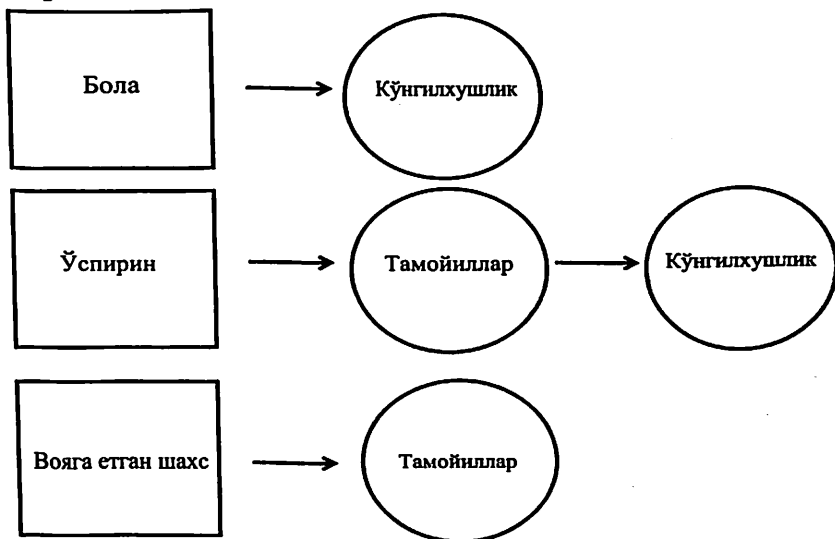 Бола
Кўнгилхушлик
Ўспирин
Тамойиллар
Кўнгилхушлик
Вояга етган шахс
Тамойиллар